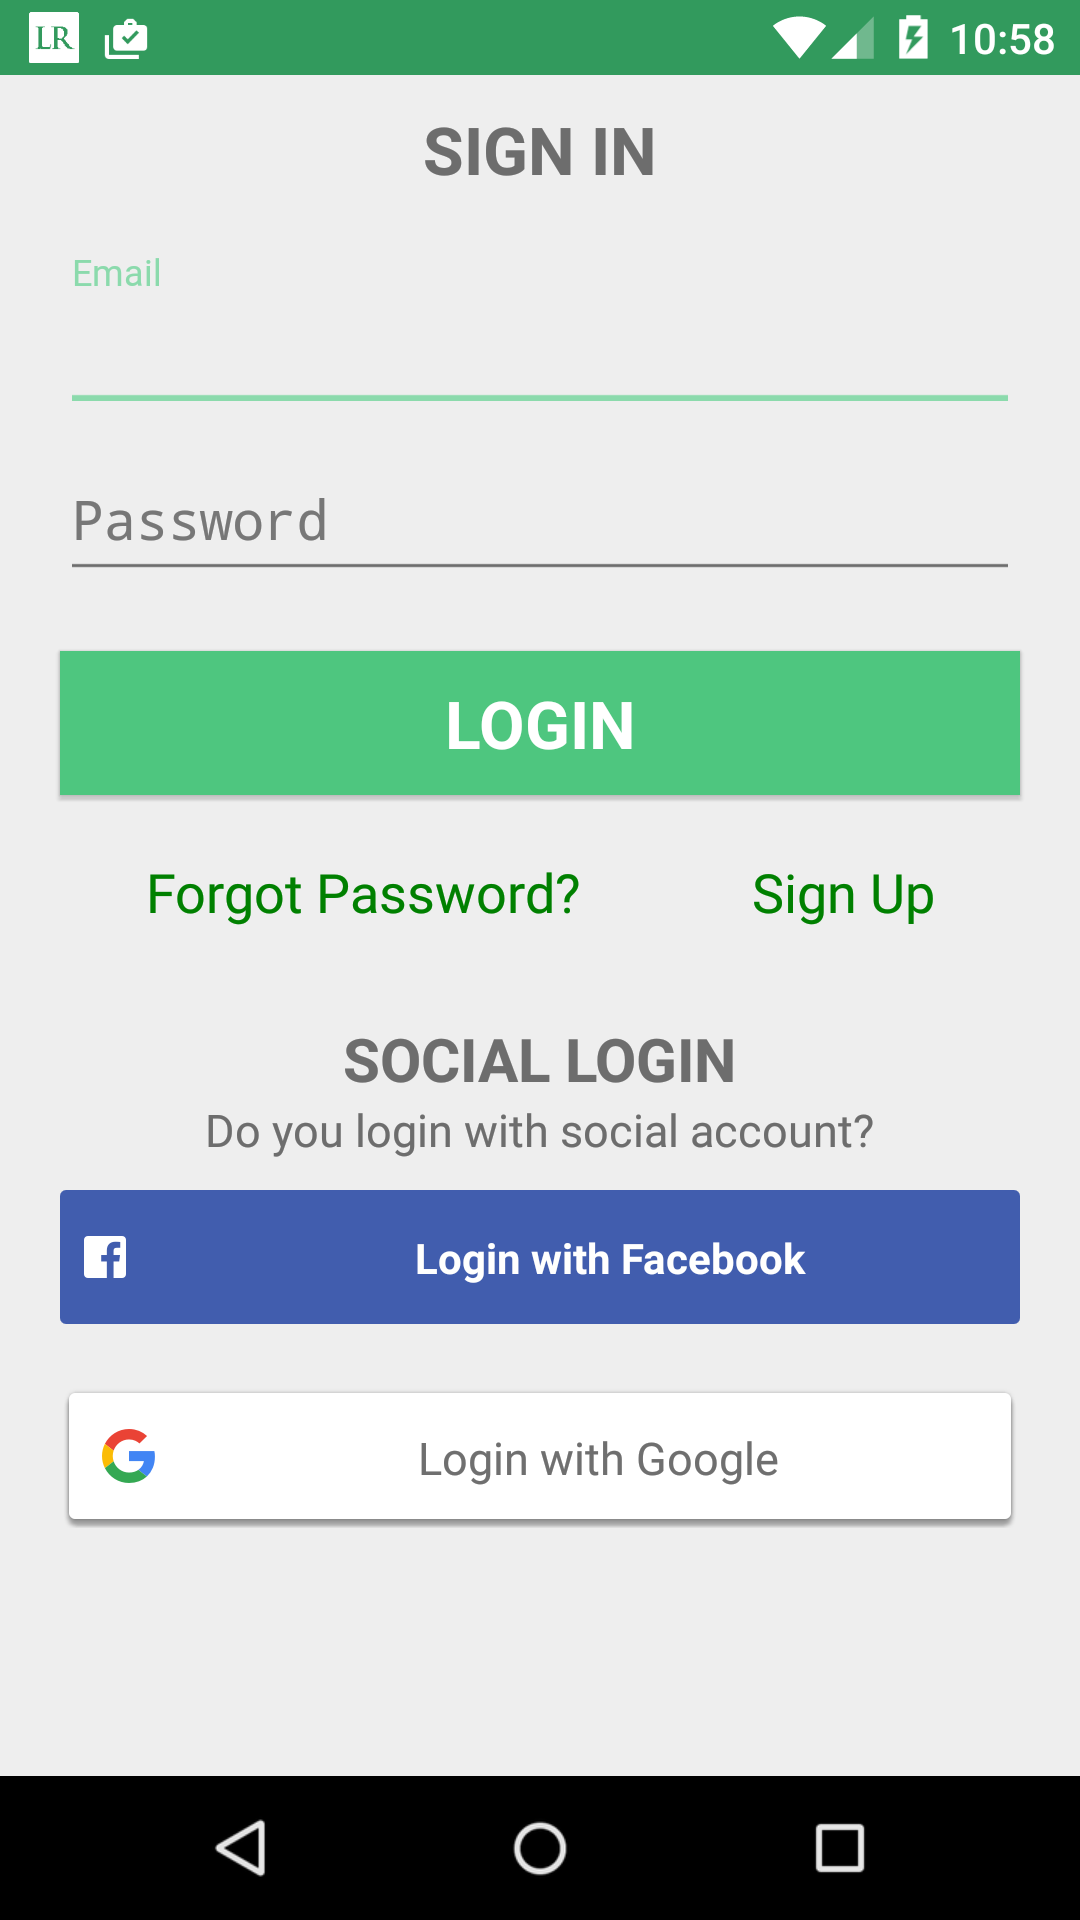 LR 10:58
SIGN IN
Email
Password
LOGIN
Forgot Password? Sign Up
SOCIAL LOGIN
Do you login with social account?
Login with Facebook
Login with Google